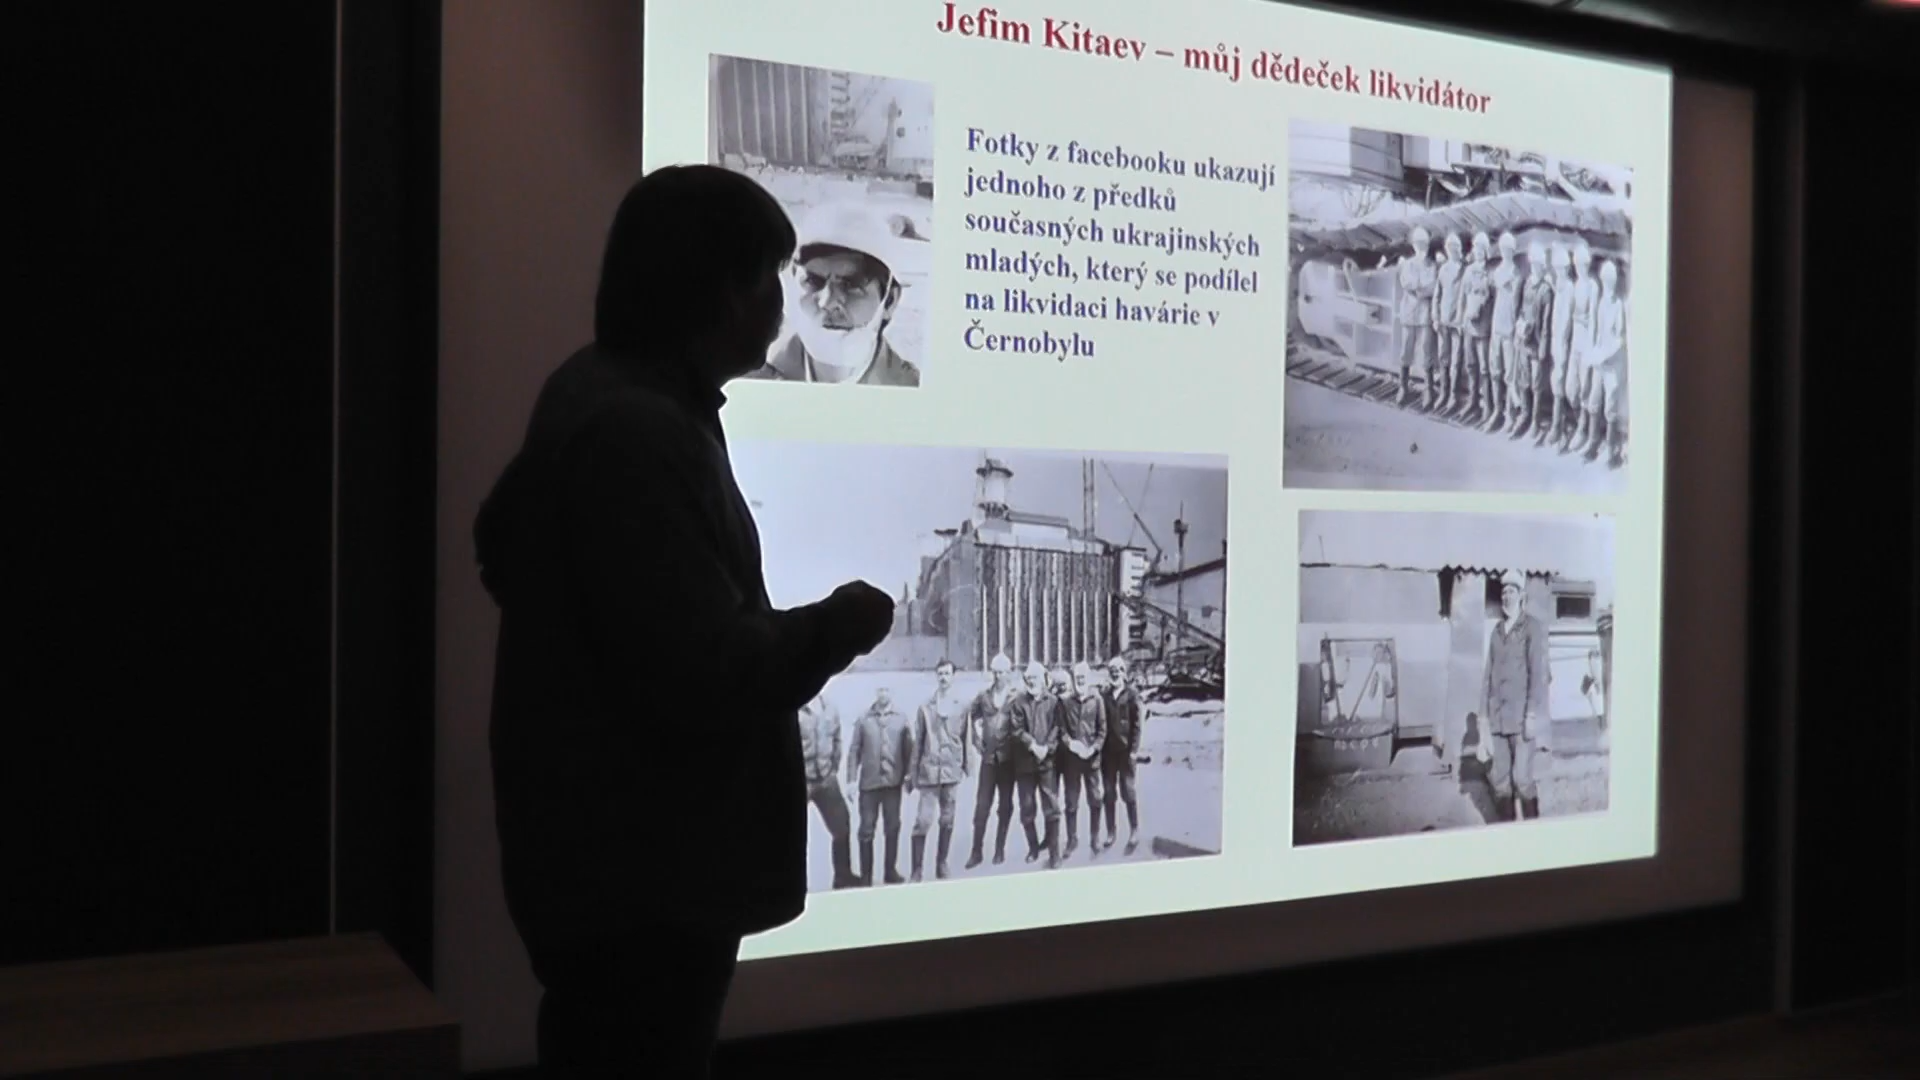 Jefim Kitaev – můj dědeček likvidátor
Fotky z facebooku ukazují
jednoho z předků
současných ukrajinských
mladých, který se podílel
na likvidaci havárie v
Černobylu